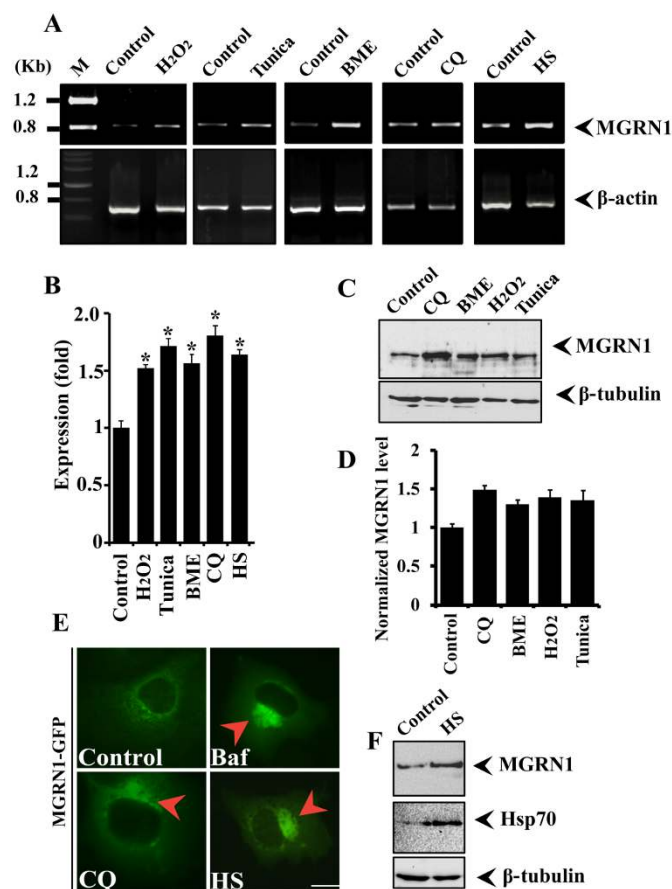 A
(Kb) M Control H2O2 Control Tunica Control BME Control CQ Control HS
1.2
0.8
MGRN1
1.2
0.8
β-actin
B
Expression (fold)
2.0
1.5
1
0.5
0
* * * * *
Control H2O2 Tunica BME CQ HS
C
Control CQ BME H2O2 Tunica
MGRN1
β-tubulin
D
Normalized MGRN1 level
2
1.5
1
0.5
0
Control CQ BME H2O2 Tunica
E
MGRN1-GFP
Control Baf
CQ HS
F
Control HS
MGRN1
Hsp70
β-tubulin